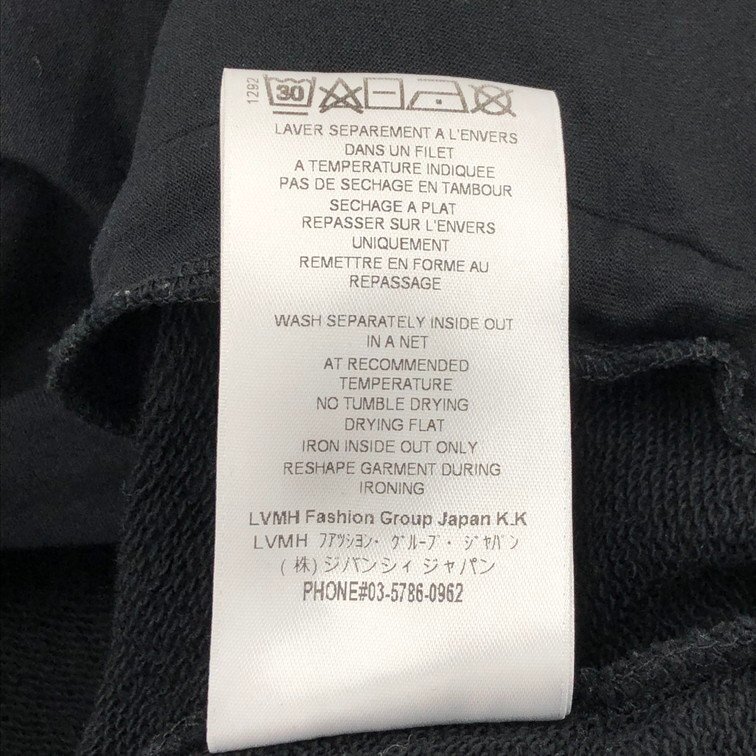 1292
30
LAVER SEPAREMENT A L'ENVERS
DANS UN FILET
A TEMPERATURE INDIQUEE
PAS DE SECHAGE EN TAMBOUR
SECHAGE A PLAT
REPASSER SUR L'ENVERS
UNIQUEMENT
REMETTRE EN FORME AU
REPASSAGE
WASH SEPARATELY INSIDE OUT
IN A NET
AT RECOMMENDED
TEMPERATURE
NO TUMBLE DRYING
DRYING FLAT
IRON INSIDE OUT ONLY
RESHAPE GARMENT DURING
IRONING
LVMH Fashion Group Japan K.K
LVMH ファッション・グループ・ジャパン
(株)ジバンシィ ジャパン
PHONE#03-5786-0962